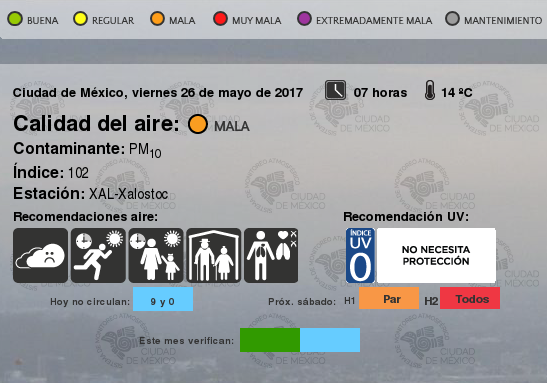 BUENA REGULAR MALA MUY MALA EXTREMADAMENTE MALA MANTENIMIENTO
Ciudad de México, viernes 26 de mayo de 2017 07 horas 14 ºC
Calidad del aire: MALA
Contaminante: PM10
Índice: 102
Estación: XAL-Xalostoc
Recomendaciones aire: Recomendación UV:
ÍNDICE
UV
0
NO NECESITA
PROTECCIÓN
Hoy no circulan: 9 y 0 Próx. sábado: H1 Par H2 Todos
Este mes verifican:
CIUDAD
DE MÉXICO